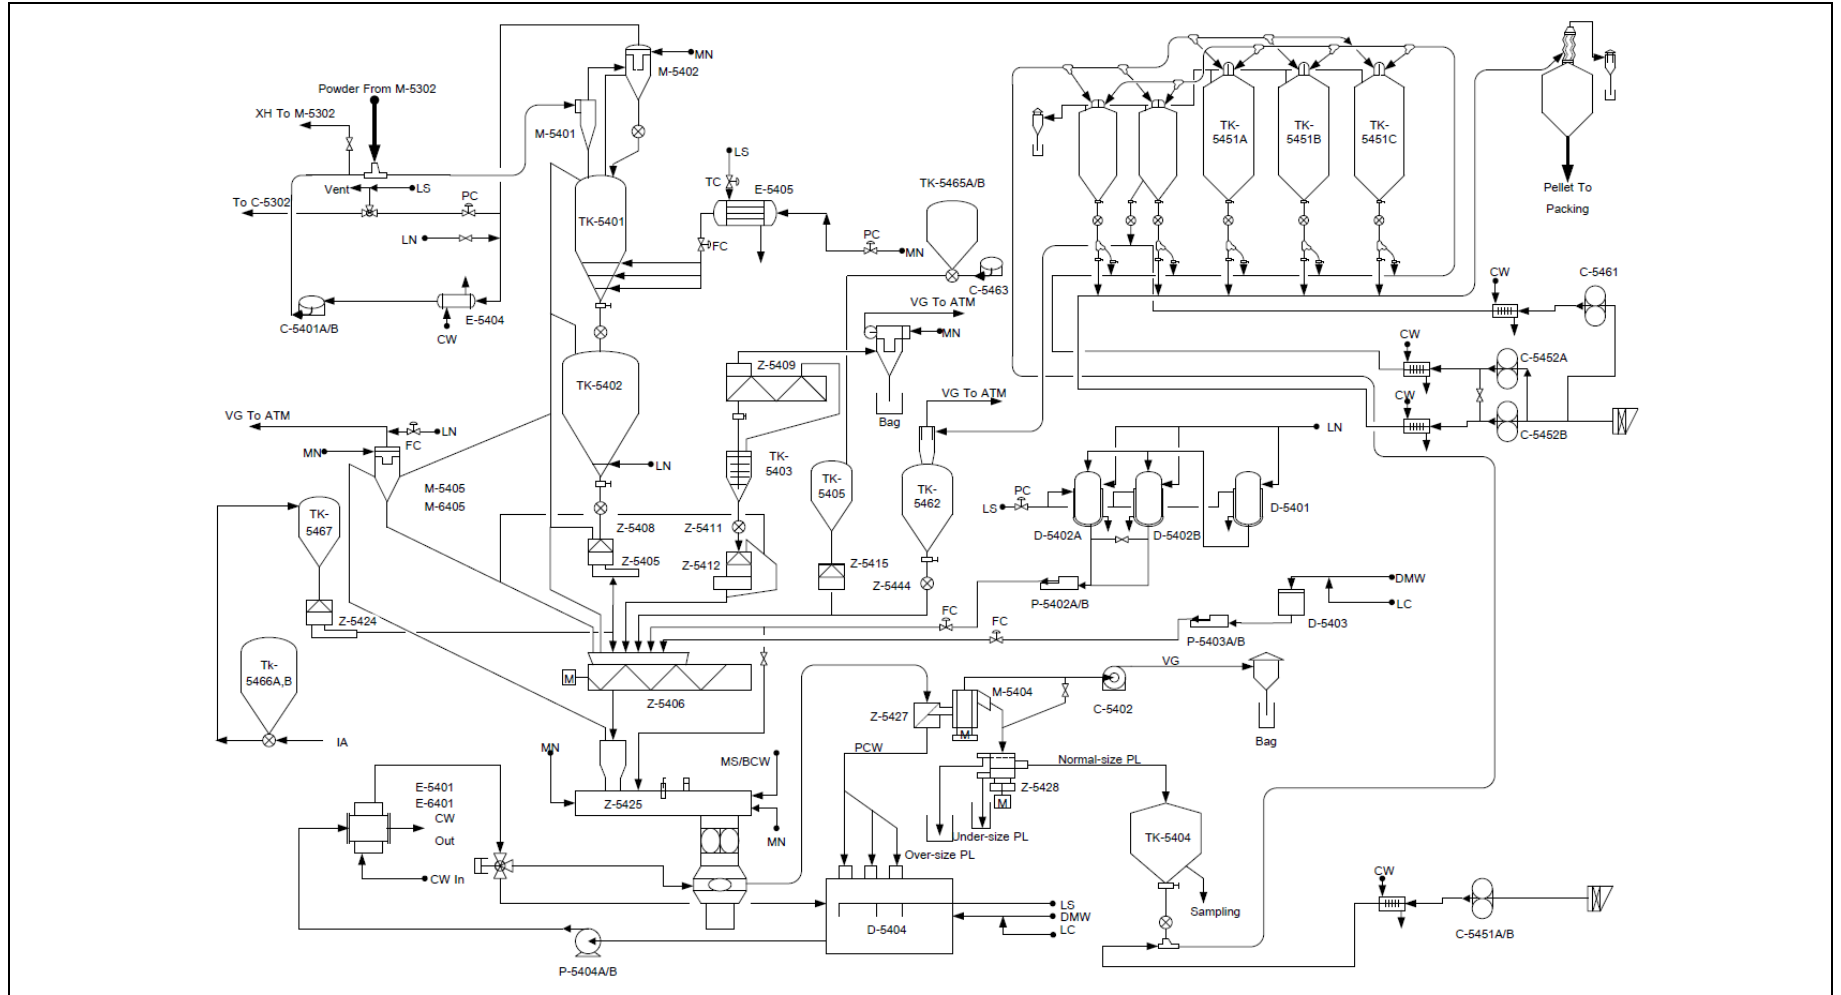 MN
M-5402
Powder From M-5302
XH To M-5302
M-5401
Vent
LS
PC
To C-5302
LN
C-5401A/B
E-5404
CW
TK-5401
LS
TC
E-5405
FC
PC
MN
TK-5465A/B
C-5463
VG To ATM
MN
Bag
TK-
5451A
TK-
5451B
TK-
5451C
Pellet To
Packing
CW
C-5461
CW
C-5452A
CW
C-5452B
TK-5402
LN
Z-5409
VG To ATM
VG To ATM
FC
LN
MN
M-5405
M-6405
TK-
5467
Z-5424
Tk-
5466A,B
IA
Z-5408
Z-5405
TK-
5403
Z-5411
Z-5412
TK-
5405
Z-5415
TK-
5462
Z-5444
LN
PC
LS
D-5402A
D-5402B
D-5401
P-5402A/B
FC
FC
DMW
LC
D-5403
P-5403A/B
M
Z-5406
VG
M-5404
C-5402
Z-5427
M
Bag
PCW
Normal-size PL
Z-5428
M
Under-size PL
Over-size PL
MN
MS/BCW
Z-5425
MN
E-5401
E-6401
CW
Out
CW In
P-5404A/B
D-5404
LS
DMW
LC
TK-5404
Sampling
CW
C-5451A/B